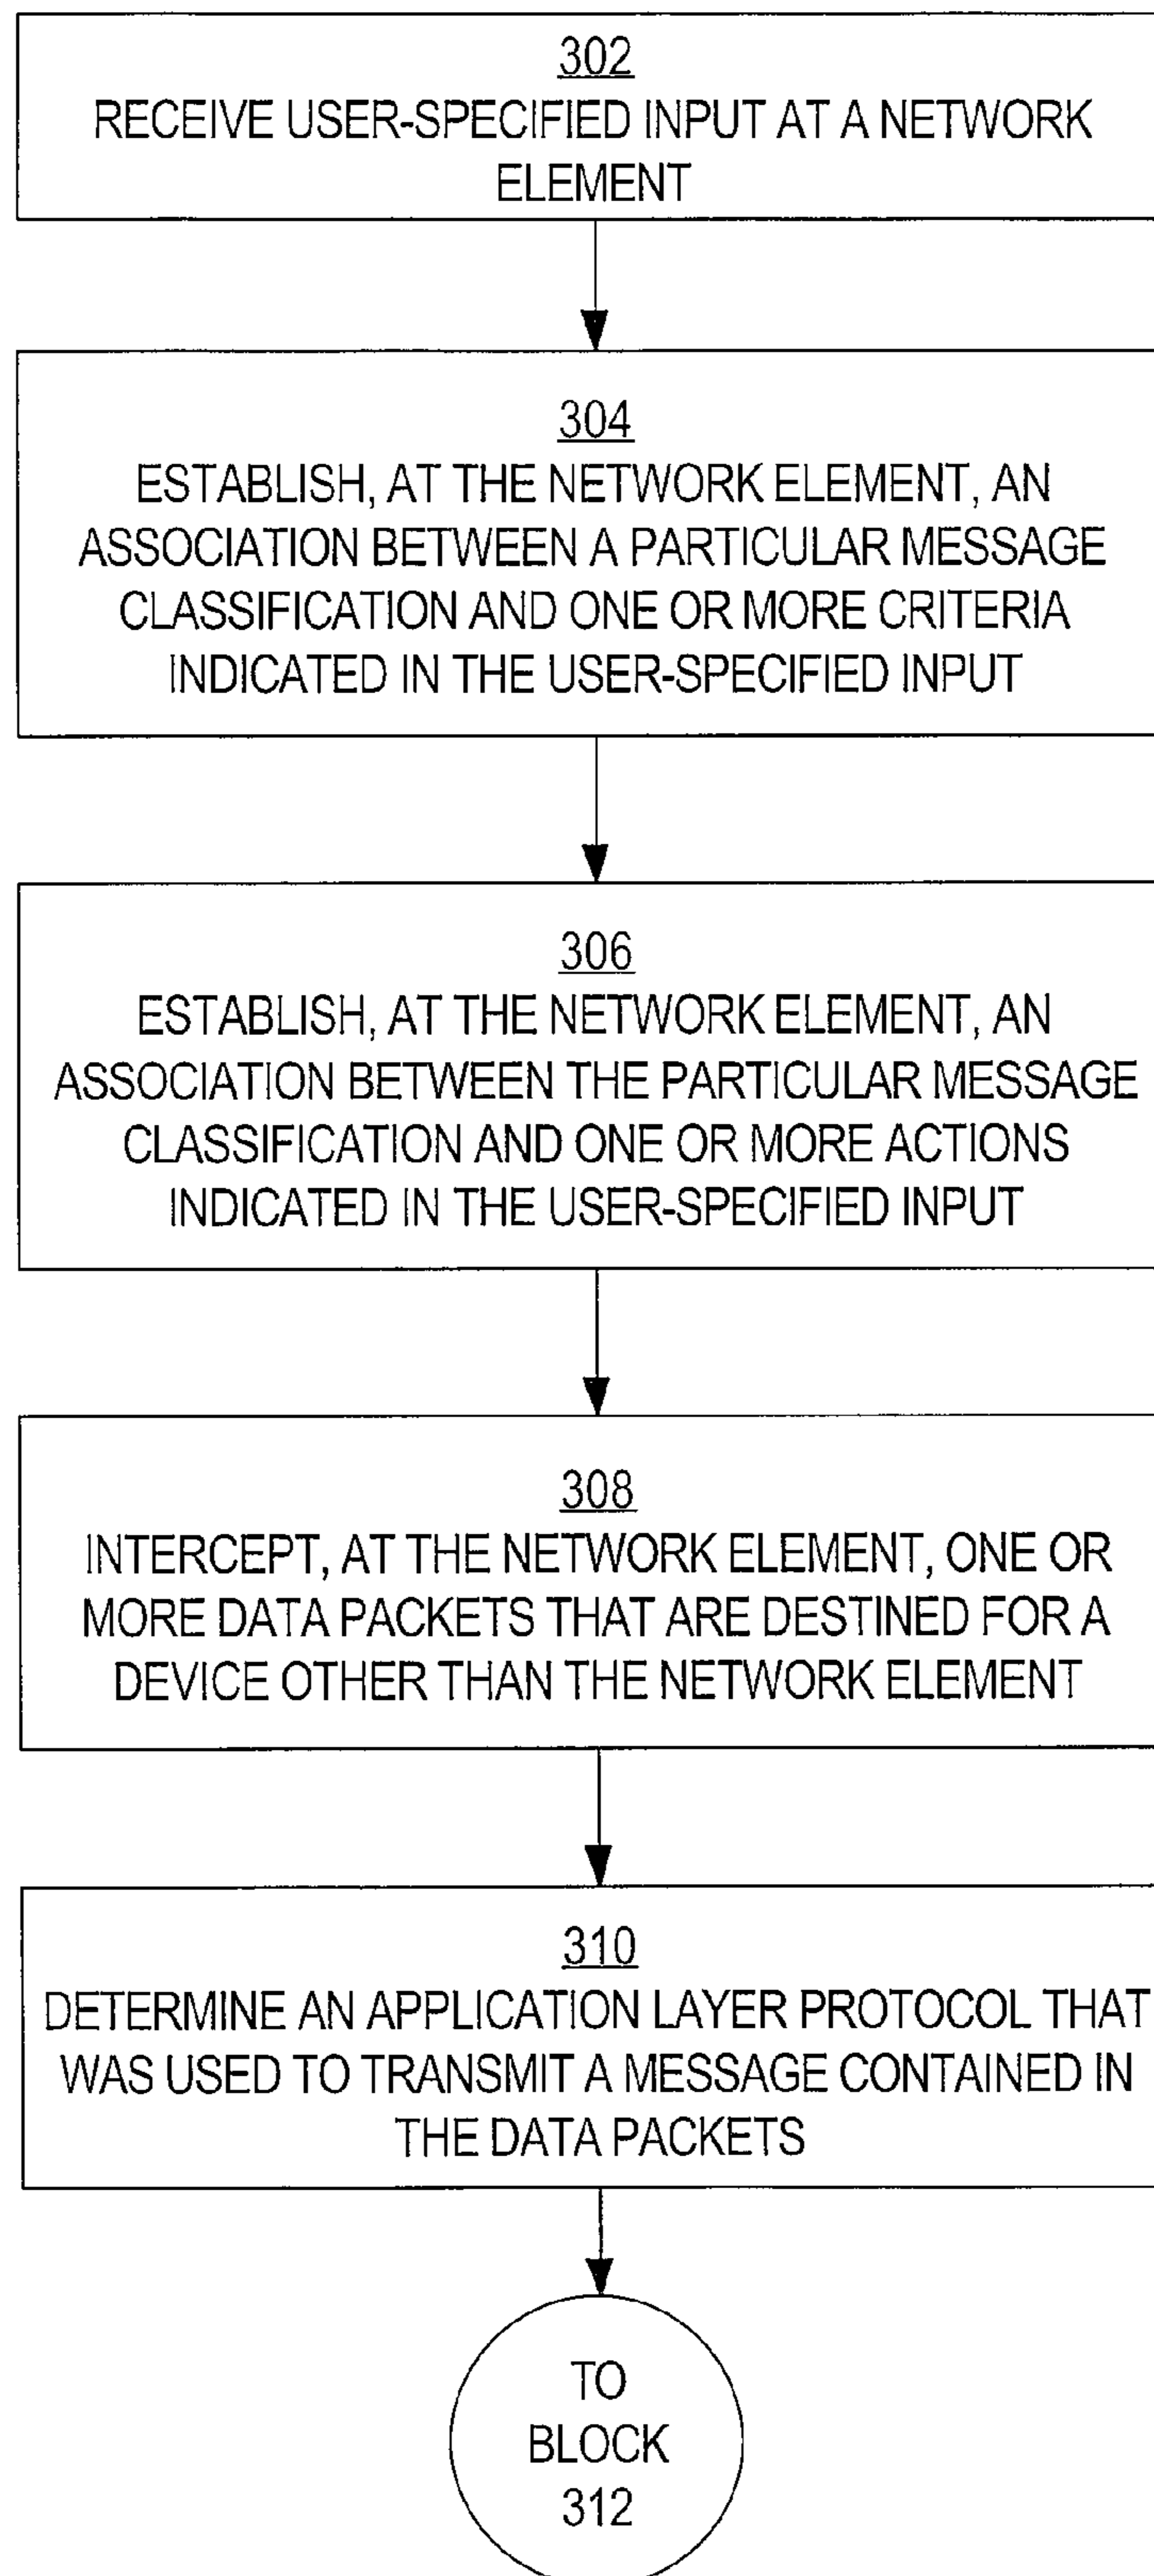 302
RECEIVE USER-SPECIFIED INPUT AT A NETWORK
ELEMENT
304
ESTABLISH, AT THE NETWORK ELEMENT, AN
ASSOCIATION BETWEEN A PARTICULAR MESSAGE
CLASSIFICATION AND ONE OR MORE CRITERIA
INDICATED IN THE USER-SPECIFIED INPUT
306
ESTABLISH, AT THE NETWORK ELEMENT, AN
ASSOCIATION BETWEEN THE PARTICULAR MESSAGE
CLASSIFICATION AND ONE OR MORE ACTIONS
INDICATED IN THE USER-SPECIFIED INPUT
308
INTERCEPT, AT THE NETWORK ELEMENT, ONE OR
MORE DATA PACKETS THAT ARE DESTINED FOR A
DEVICE OTHER THAN THE NETWORK ELEMENT
310
DETERMINE AN APPLICATION LAYER PROTOCOL THAT
WAS USED TO TRANSMIT A MESSAGE CONTAINED IN
THE DATA PACKETS
TO
BLOCK
312